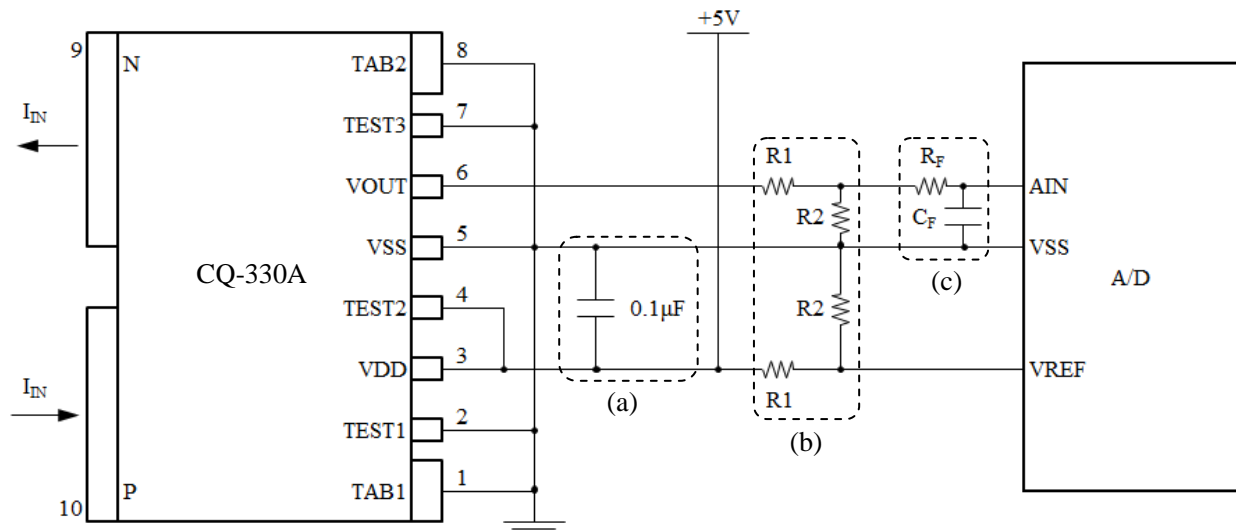 +5V
9
N
TAB2
8
I_IN
TEST3
7
R1
R_F
VOUT
6
AIN
R2
C_F
VSS
5
VSS
CQ-330A
(c)
A/D
TEST2
4
0.1µF
R2
VDD
3
VREF
I_IN
(a)
R1
TEST1
2
(b)
10
P
TAB1
1